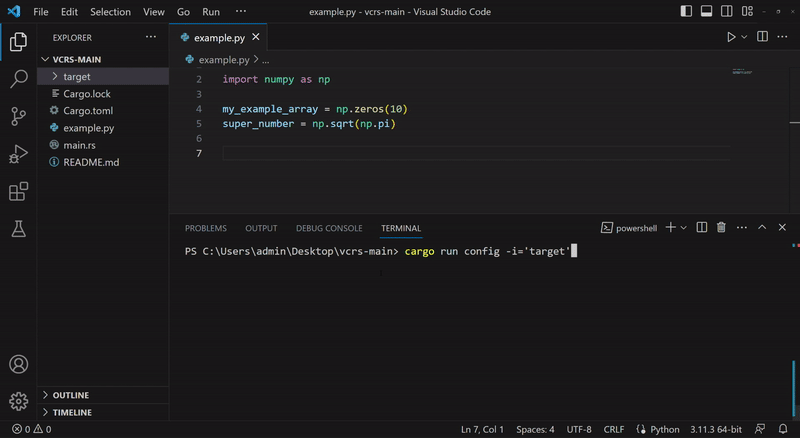 File Edit Selection View Go Run ··· example.py - vcrs-main - Visual Studio Code
EXPLORER ···
VCRS-MAIN
target
Cargo.lock
Cargo.toml
example.py
main.rs
README.md
OUTLINE
TIMELINE
example.py
example.py > ...
2 import numpy as np
3
4 my_example_array = np.zeros(10)
5 super_number = np.sqrt(np.pi)
6
7
PROBLEMS OUTPUT DEBUG CONSOLE TERMINAL powershell
PS C:\Users\admin\Desktop\vcrs-main> cargo run config -i='target'
0 0 Ln 7, Col 1 Spaces: 4 UTF-8 CRLF Python 3.11.3 64-bit